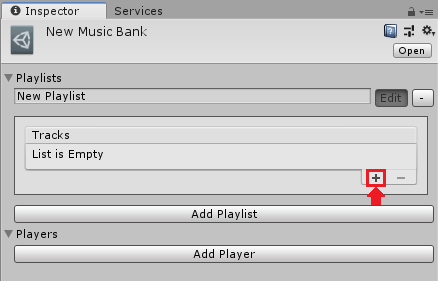 Inspector
Services
New Music Bank
Open
Playlists
New Playlist
Edit
-
Tracks
List is Empty
+ −
Add Playlist
Players
Add Player